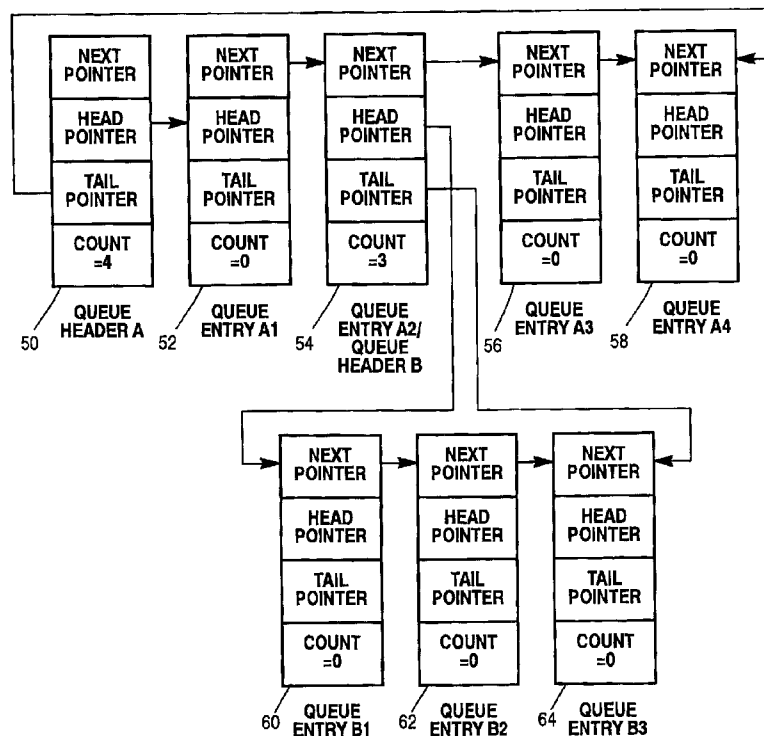 NEXT
POINTER
HEAD
POINTER
TAIL
POINTER
COUNT
=4
50
QUEUE
HEADER A
NEXT
POINTER
HEAD
POINTER
TAIL
POINTER
COUNT
=0
52
QUEUE
ENTRY A1
NEXT
POINTER
HEAD
POINTER
TAIL
POINTER
COUNT
=3
54
QUEUE
ENTRY A2/
QUEUE
HEADER B
NEXT
POINTER
HEAD
POINTER
TAIL
POINTER
COUNT
=0
56
QUEUE
ENTRY A3
NEXT
POINTER
HEAD
POINTER
TAIL
POINTER
COUNT
=0
58
QUEUE
ENTRY A4
NEXT
POINTER
HEAD
POINTER
TAIL
POINTER
COUNT
=0
60
QUEUE
ENTRY B1
NEXT
POINTER
HEAD
POINTER
TAIL
POINTER
COUNT
=0
62
QUEUE
ENTRY B2
NEXT
POINTER
HEAD
POINTER
TAIL
POINTER
COUNT
=0
64
QUEUE
ENTRY B3